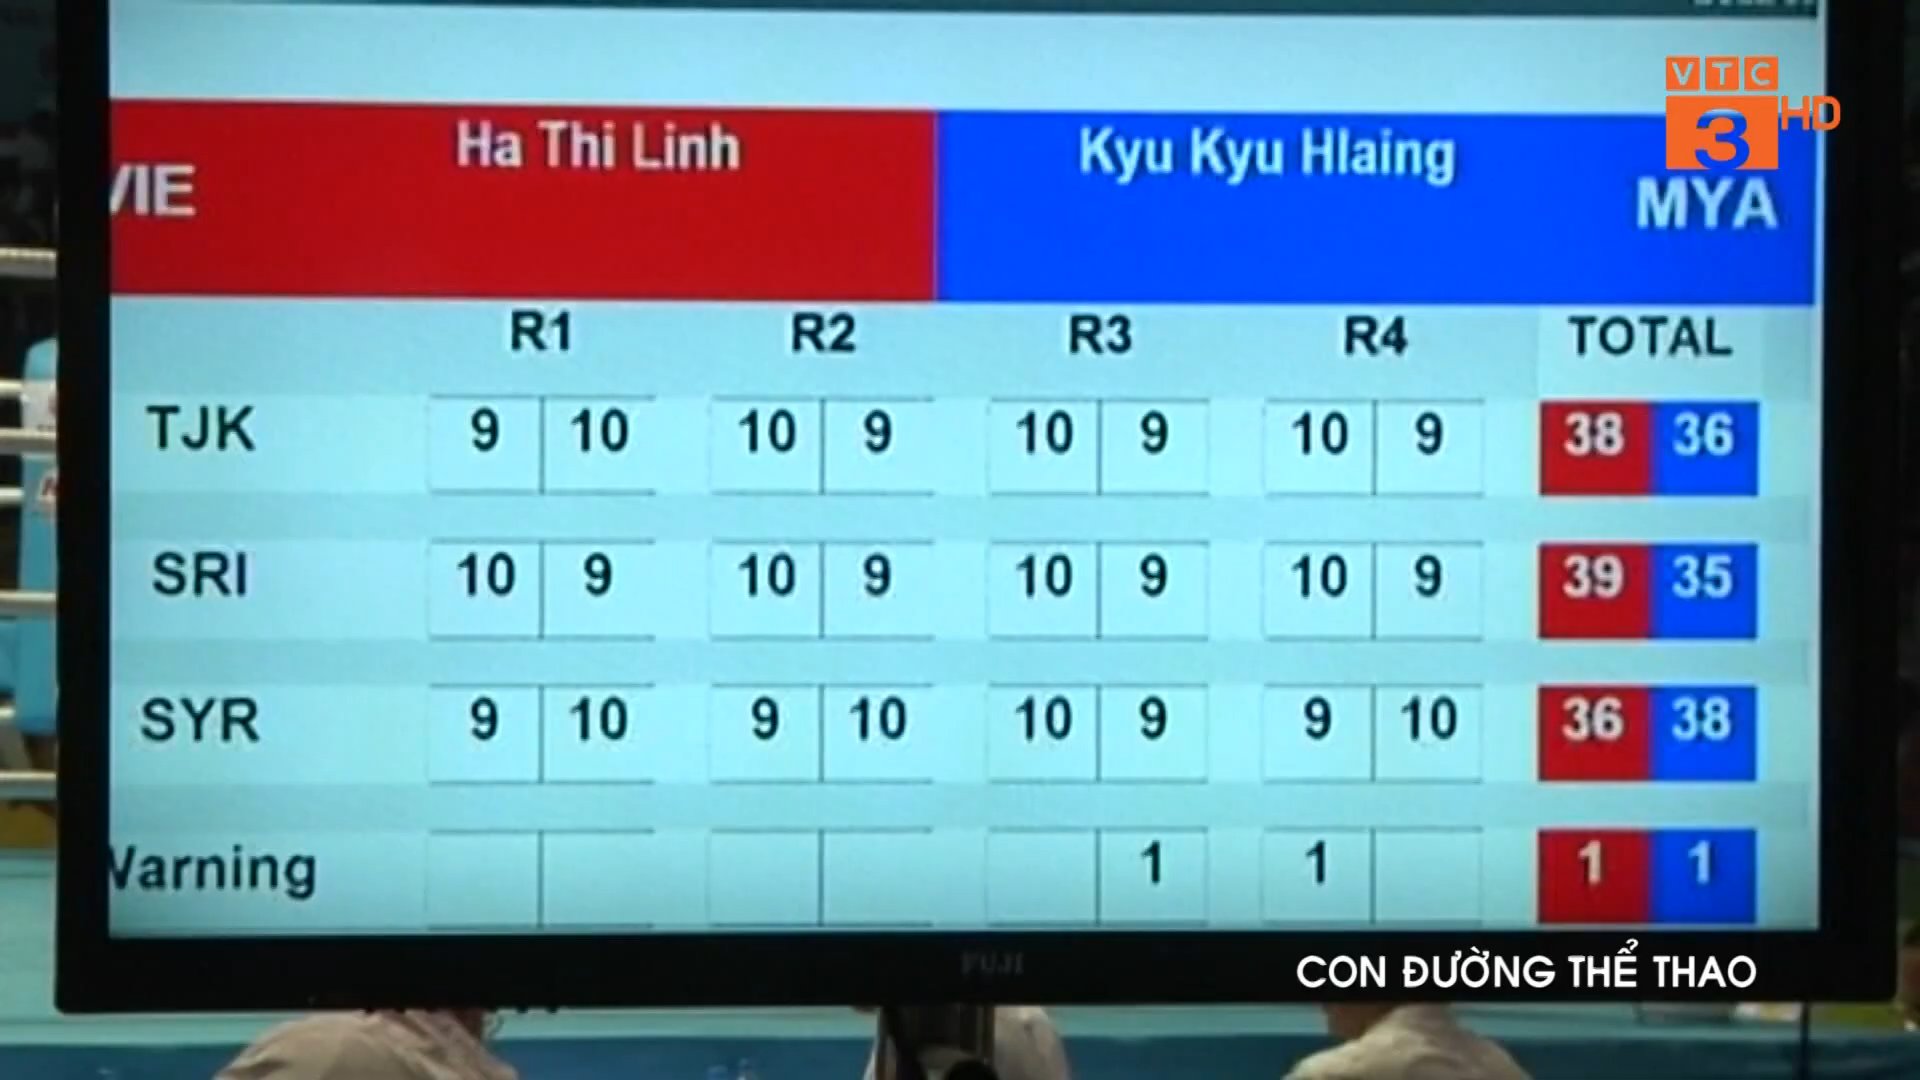 VTC
3 HD
Ha Thi Linh Kyu Kyu Hlaing
VIE MYA
R1 R2 R3 R4 TOTAL
TJK 9 10 10 9 10 9 10 9 38 36
SRI 10 9 10 9 10 9 10 9 39 35
SYR 9 10 9 10 10 9 9 10 36 38
Warning 1 1 1 1
FUJI
CON ĐƯỜNG THỂ THAO